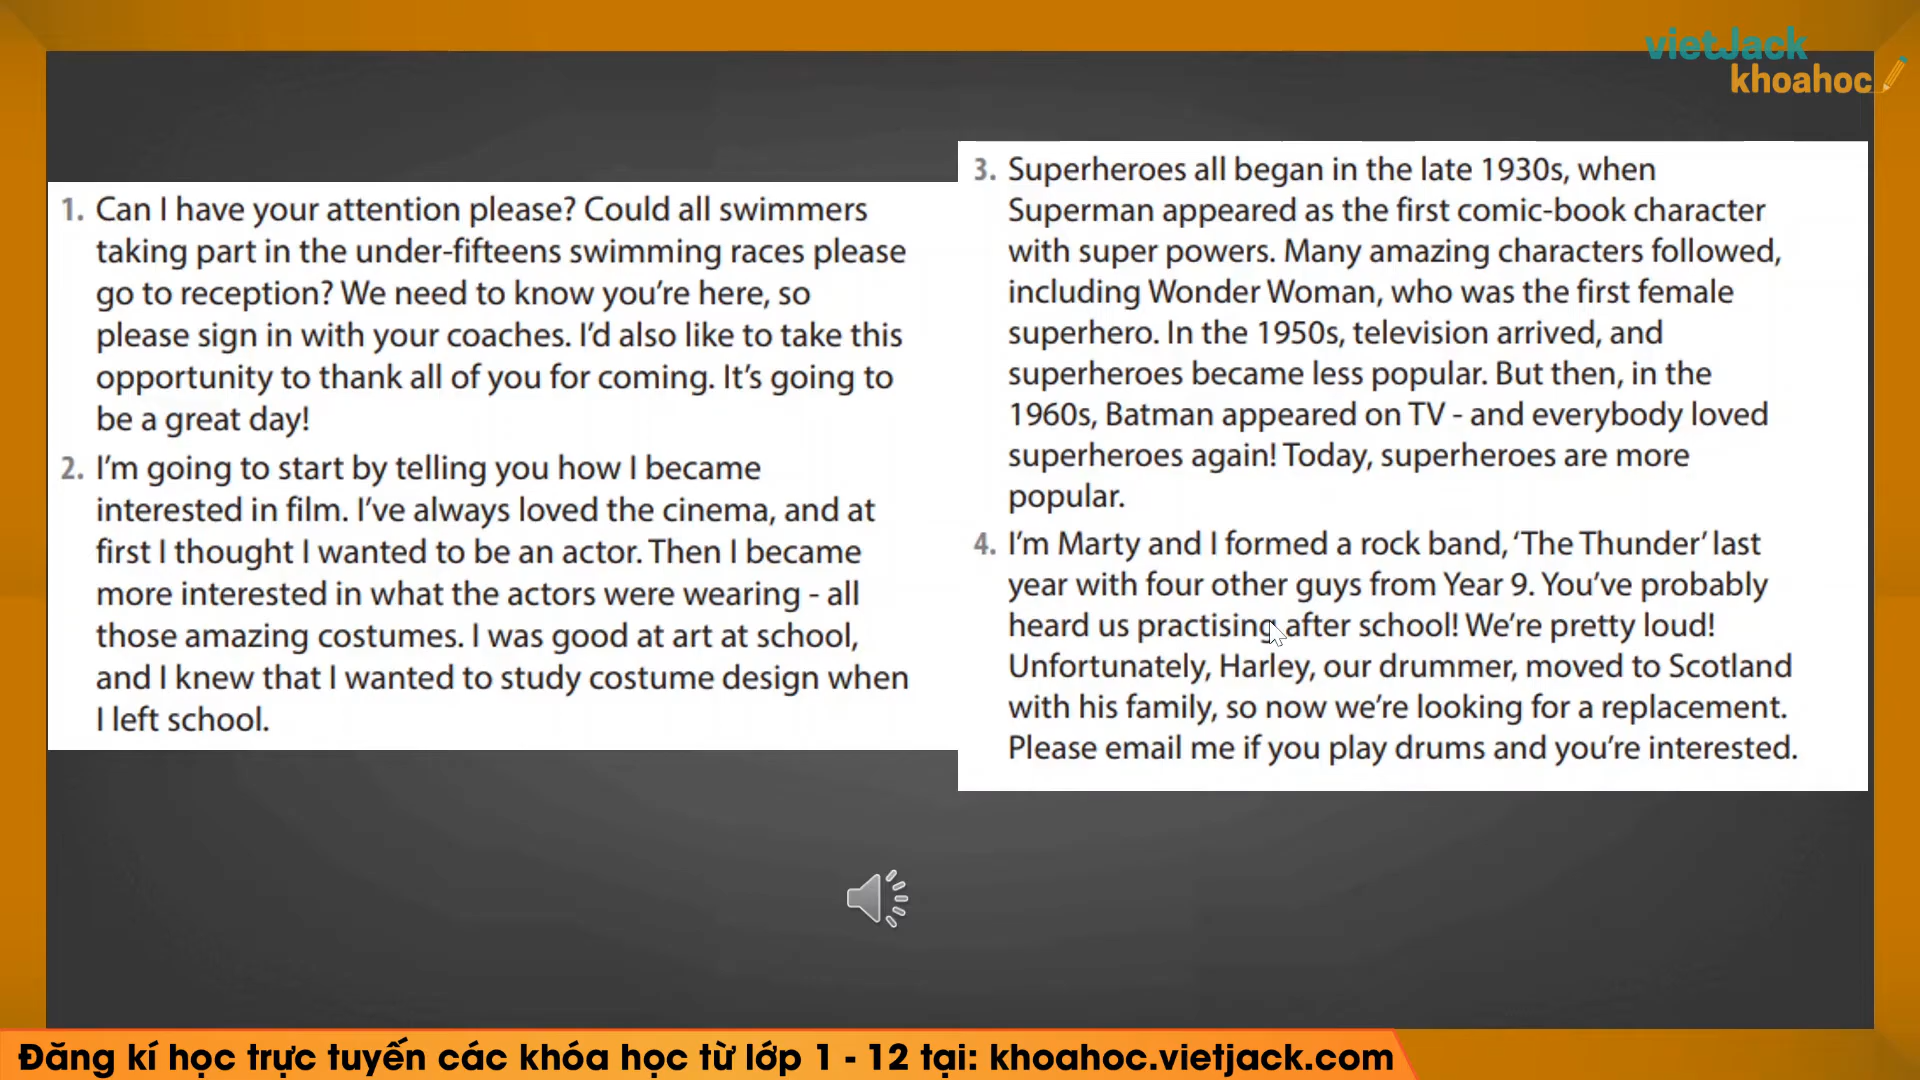 vietJack
khoahoc
1. Can I have your attention please? Could all swimmers
taking part in the under-fifteens swimming races please
go to reception? We need to know you're here, so
please sign in with your coaches. I'd also like to take this
opportunity to thank all of you for coming. It's going to
be a great day!
2. I'm going to start by telling you how I became
interested in film. I've always loved the cinema, and at
first I thought I wanted to be an actor. Then I became
more interested in what the actors were wearing - all
those amazing costumes. I was good at art at school,
and I knew that I wanted to study costume design when
I left school.
3. Superheroes all began in the late 1930s, when
Superman appeared as the first comic-book character
with super powers. Many amazing characters followed,
including Wonder Woman, who was the first female
superhero. In the 1950s, television arrived, and
superheroes became less popular. But then, in the
1960s, Batman appeared on TV - and everybody loved
superheroes again! Today, superheroes are more
popular.
4. I'm Marty and I formed a rock band, 'The Thunder' last
year with four other guys from Year 9. You've probably
heard us practising after school! We're pretty loud!
Unfortunately, Harley, our drummer, moved to Scotland
with his family, so now we're looking for a replacement.
Please email me if you play drums and you're interested.
Đăng kí học trực tuyến các khóa học từ lớp 1 - 12 tại: khoahoc.vietjack.com